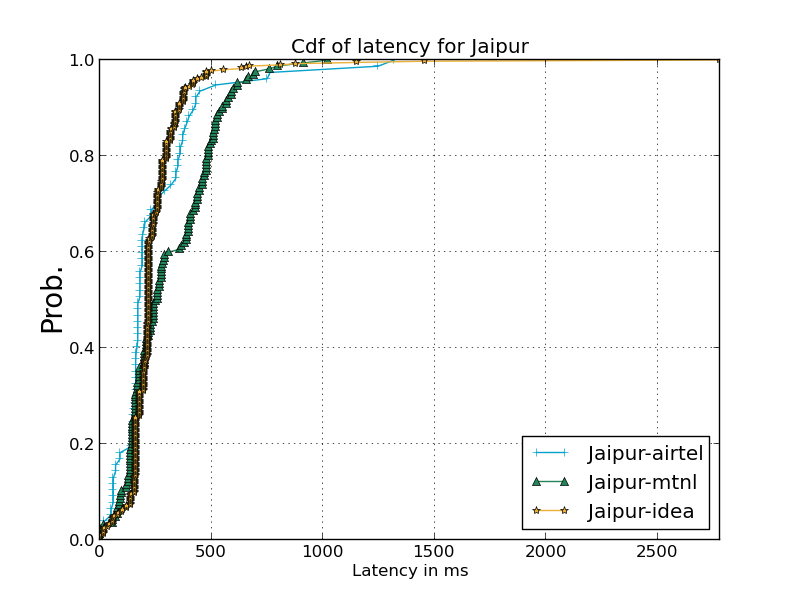 Cdf of latency for Jaipur
1.0
0.8
0.6
0.4
0.2
0.0
Prob.
0 500 1000 1500 2000 2500
Latency in ms
Jaipur-airtel
Jaipur-mtnl
Jaipur-idea